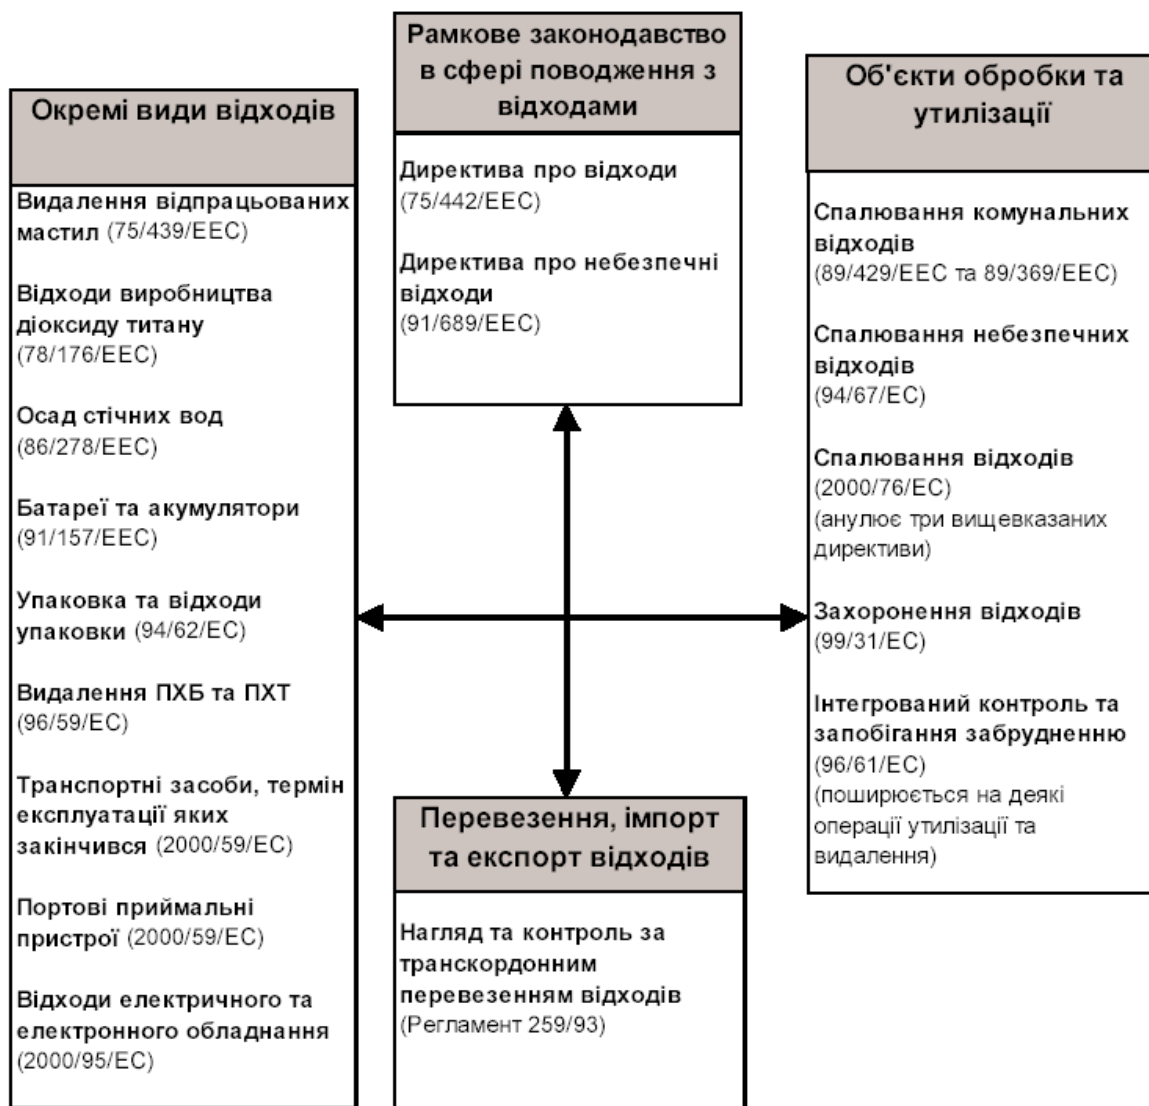 Окремі види відходів
Видалення відпрацьованих
мастил (75/439/EEC)
Відходи виробництва
діоксиду титану
(78/176/EEC)
Осад стічних вод
(86/278/EEC)
Батареї та акумулятори
(91/157/EEC)
Упаковка та відходи
упаковки (94/62/EC)
Видалення ПХБ та ПХТ
(96/59/EC)
Транспортні засоби, термін
експлуатації яких
закінчився (2000/59/EC)
Портові приймальні
пристрої (2000/59/EC)
Відходи електричного та
електронного обладнання
(2000/95/EC)
Рамкове законодавство
в сфері поводження з
відходами
Директива про відходи
(75/442/EEC)
Директива про небезпечні
відходи
(91/689/EEC)
Перевезення, імпорт
та експорт відходів
Нагляд та контроль за
транскордонним
перевезенням відходів
(Регламент 259/93)
Об'єкти обробки та
утилізації
Спалювання комунальних
відходів
(89/429/EEC та 89/369/EEC)
Спалювання небезпечних
відходів
(94/67/EC)
Спалювання відходів
(2000/76/EC)
(анулює три вищевказаних
директиви)
Захоронення відходів
(99/31/EC)
Інтегрований контроль та
запобігання забрудненню
(96/61/EC)
(поширюється на деякі
операції утилізації та
видалення)